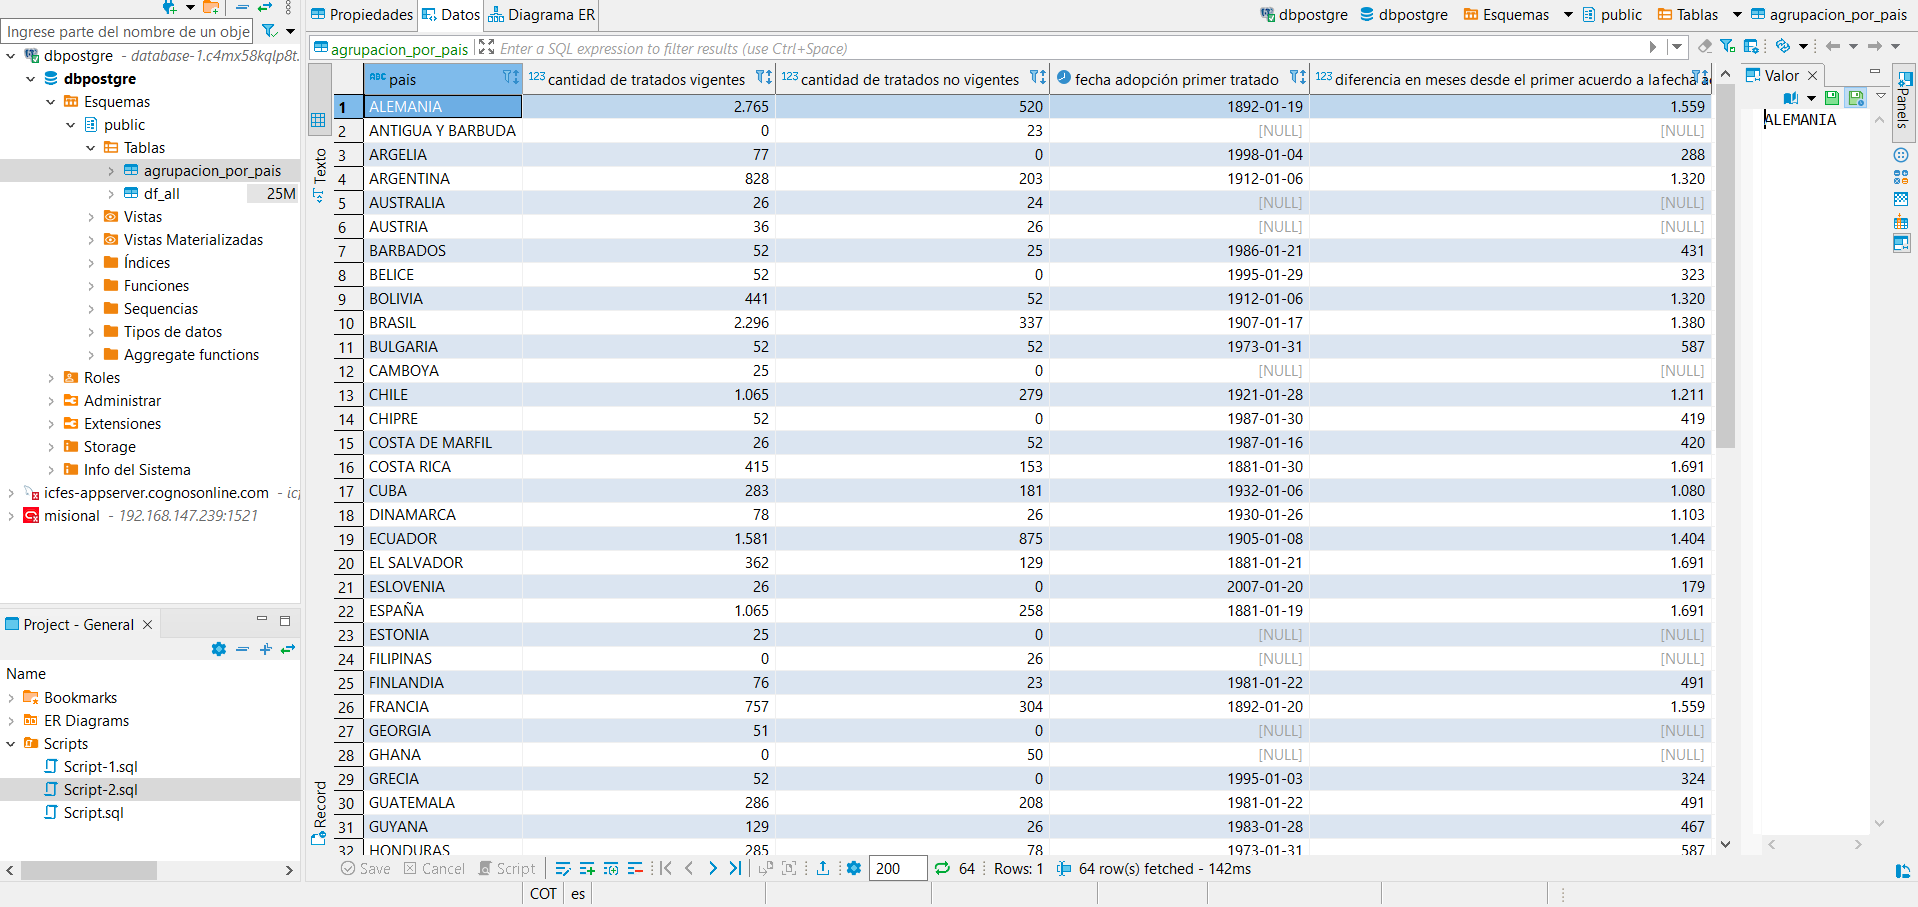 Propiedades Datos Diagrama ER dbpostgre dbpostgre Esquemas public Tablas agrupacion_por_pais
Ingrese parte del nombre de un obje
dbpostgre - database-1.c4mx58kqlp8t.
dbpostgre
Esquemas
public
Tablas
agrupacion_por_pais
df_all 25M
Vistas
Vistas Materializadas
Índices
Funciones
Sequencias
Tipos de datos
Aggregate functions
Roles
Administrar
Extensiones
Storage
Info del Sistema
icfes-appserver.cognosonline.com - icf
misional - 192.168.147.239:1521
Project - General
Name
Bookmarks
ER Diagrams
Scripts
Script-1.sql
Script-2.sql
Script.sql
agrupacion_por_pais Enter a SQL expression to filter results (use Ctrl+Space)
Texto
Record
ABC pais 123 cantidad de tratados vigentes 123 cantidad de tratados no vigentes fecha adopción primer tratado 123 diferencia en meses desde el primer acuerdo a la fecha
1 ALEMANIA 2.765 520 1892-01-19 1.559
2 ANTIGUA Y BARBUDA 0 23 [NULL] [NULL]
3 ARGELIA 77 0 1998-01-04 288
4 ARGENTINA 828 203 1912-01-06 1.320
5 AUSTRALIA 26 24 [NULL] [NULL]
6 AUSTRIA 36 26 [NULL] [NULL]
7 BARBADOS 52 25 1986-01-21 431
8 BELICE 52 0 1995-01-29 323
9 BOLIVIA 441 52 1912-01-06 1.320
10 BRASIL 2.296 337 1907-01-17 1.380
11 BULGARIA 52 52 1973-01-31 587
12 CAMBOYA 25 0 [NULL] [NULL]
13 CHILE 1.065 279 1921-01-28 1.211
14 CHIPRE 52 0 1987-01-30 419
15 COSTA DE MARFIL 26 52 1987-01-16 420
16 COSTA RICA 415 153 1881-01-30 1.691
17 CUBA 283 181 1932-01-06 1.080
18 DINAMARCA 78 26 1930-01-26 1.103
19 ECUADOR 1.581 875 1905-01-08 1.404
20 EL SALVADOR 362 129 1881-01-21 1.691
21 ESLOVENIA 26 0 2007-01-20 179
22 ESPAÑA 1.065 258 1881-01-19 1.691
23 ESTONIA 25 0 [NULL] [NULL]
24 FILIPINAS 0 26 [NULL] [NULL]
25 FINLANDIA 76 23 1981-01-22 491
26 FRANCIA 757 304 1892-01-20 1.559
27 GEORGIA 51 0 [NULL] [NULL]
28 GHANA 0 50 [NULL] [NULL]
29 GRECIA 52 0 1995-01-03 324
30 GUATEMALA 286 208 1981-01-22 491
31 GUYANA 129 26 1983-01-28 467
32 HONDURAS 285 78 1973-01-31 587
Save Cancel Script 200 64 Rows: 1 64 row(s) fetched - 142ms
COT es
Valor
ALEMANIA
Panels